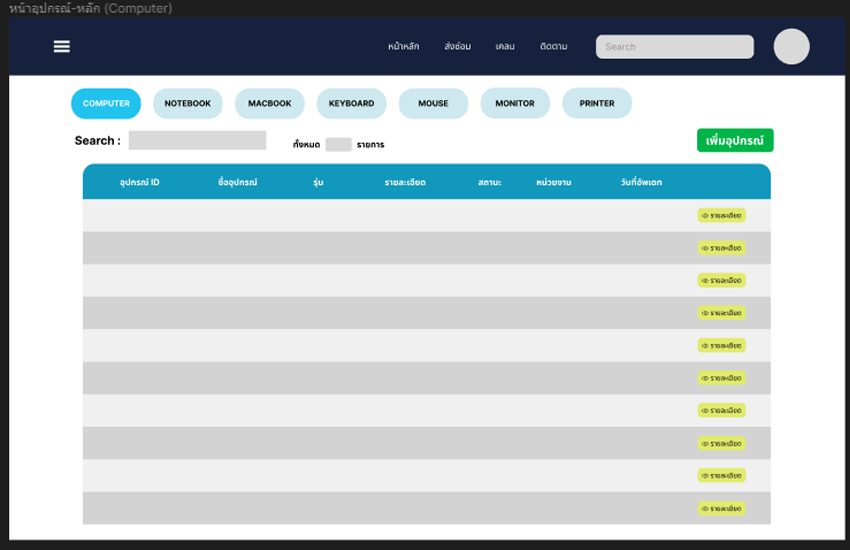 หน้าอุปกรณ์-หลัก (Computer)
หน้าหลัก ส่งซ่อม เคลม ติดตาม Search
COMPUTER NOTEBOOK MACBOOK KEYBOARD MOUSE MONITOR PRINTER
Search : ทั้งหมด รายการ เพิ่มอุปกรณ์
อุปกรณ์ ID ชื่ออุปกรณ์ รุ่น รายละเอียด สถานะ หน่วยงาน วันที่อัพเดท
รายละเอียด
รายละเอียด
รายละเอียด
รายละเอียด
รายละเอียด
รายละเอียด
รายละเอียด
รายละเอียด
รายละเอียด
รายละเอียด